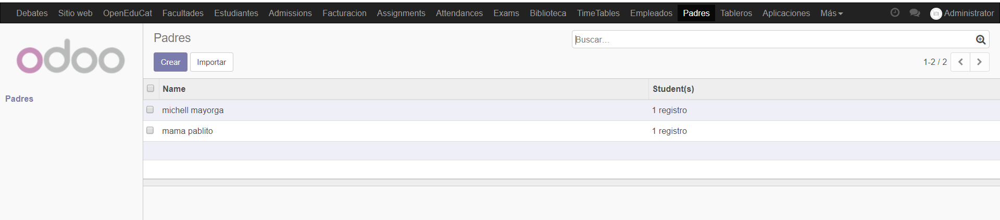 Debates Sitio web OpenEduCat Facultades Estudiantes Admissions Facturacion Assignments Attendances Exams Biblioteca TimeTables Empleados Padres Tableros Aplicaciones Más Administrator
odoo
Padres
Padres
Buscar...
Crear Importar
1-2 / 2
Name Student(s)
michell mayorga 1 registro
mama pablito 1 registro